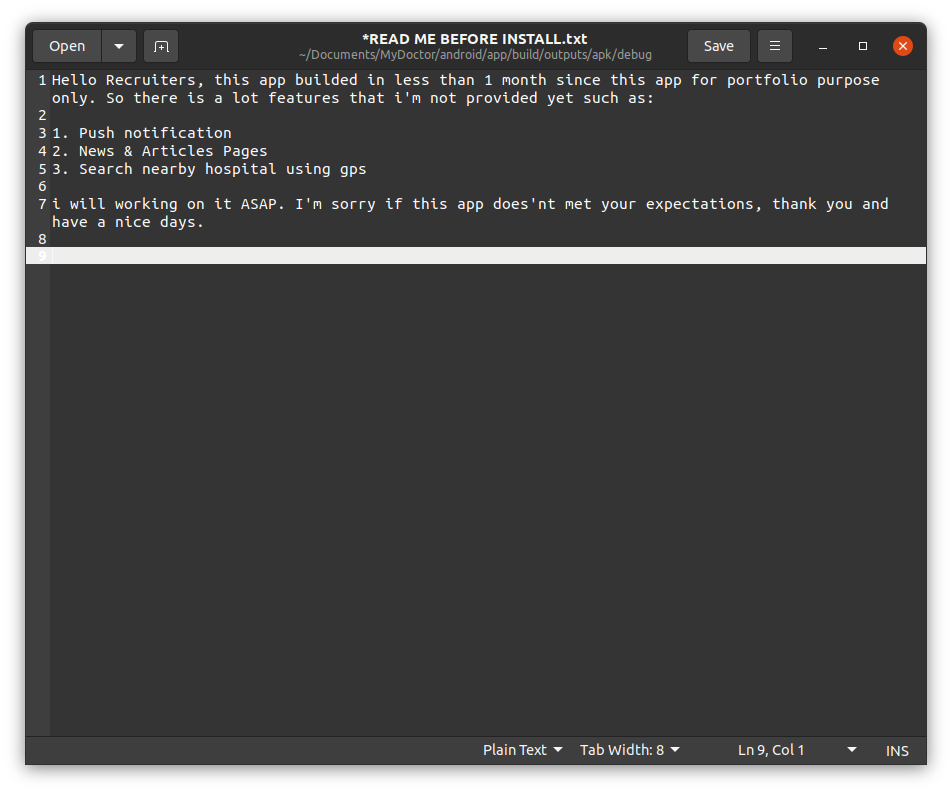 Open
*READ ME BEFORE INSTALL.txt
~/Documents/MyDoctor/android/app/build/outputs/apk/debug
Save
1 Hello Recruiters, this app builded in less than 1 month since this app for portfolio purpose
only. So there is a lot features that i'm not provided yet such as:
2
3 1. Push notification
4 2. News & Articles Pages
5 3. Search nearby hospital using gps
6
7 i will working on it ASAP. I'm sorry if this app does'nt met your expectations, thank you and
have a nice days.
8
9
Plain Text Tab Width: 8 Ln 9, Col 1 INS